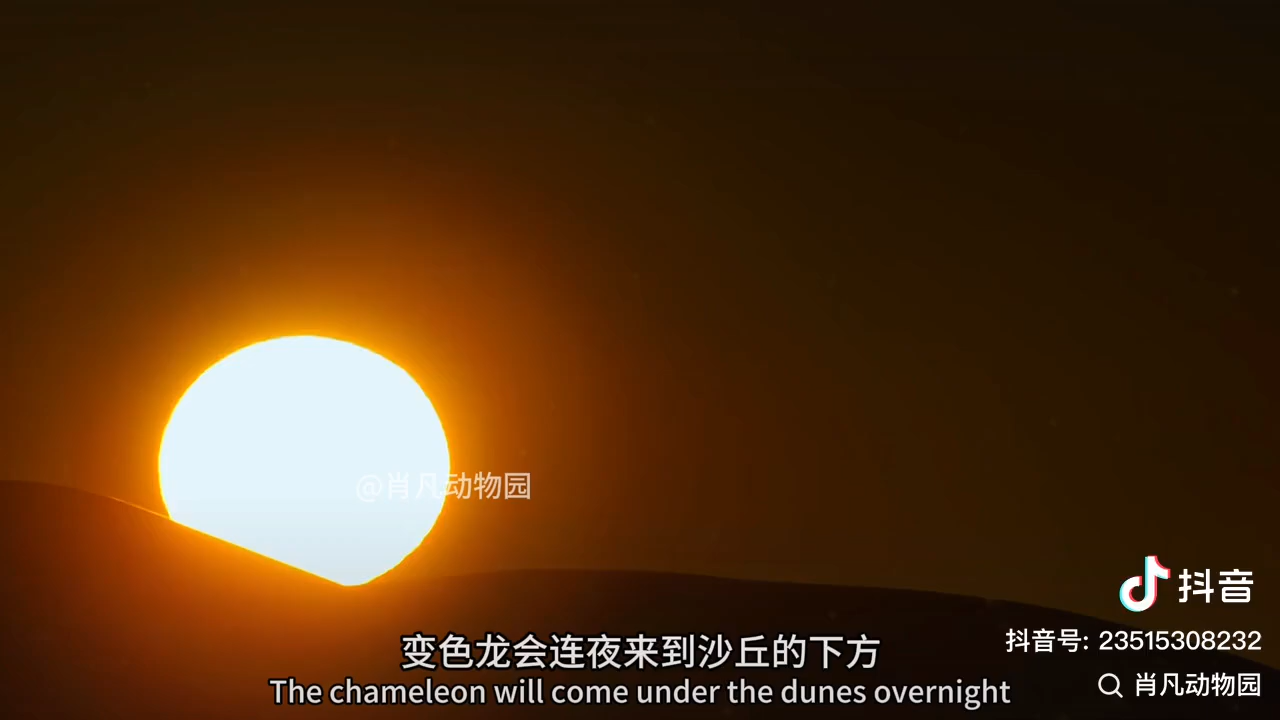 @肖凡动物园
抖音
抖音号: 23515308232
变色龙会连夜来到沙丘的下方
The chameleon will come under the dunes overnight
肖凡动物园